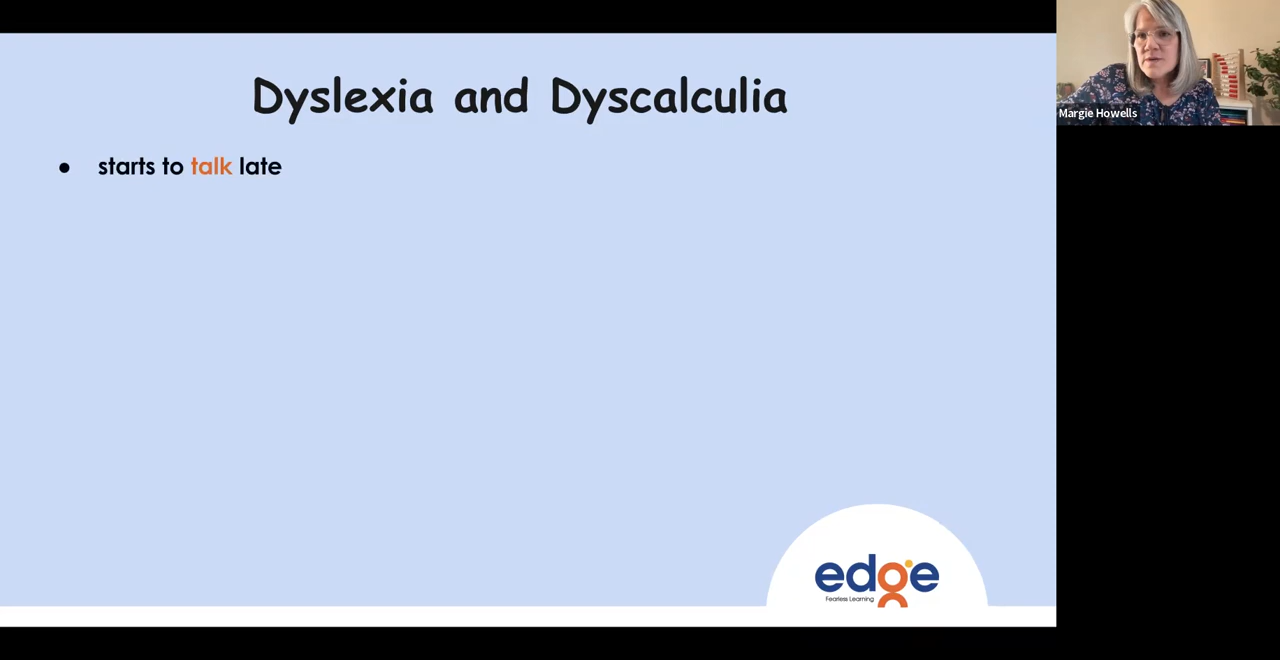 Dyslexia and Dyscalculia
Margie Howells
● starts to talk late
edge
Fearless Learning